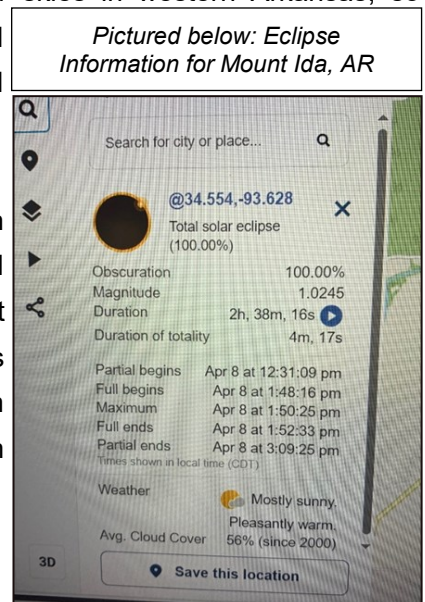 skies in western Arkansas, so
Pictured below: Eclipse
Information for Mount Ida, AR
Search for city or place...
@34.554,-93.628
Total solar eclipse
(100.00%)
Obscuration 100.00%
Magnitude 1.0245
Duration 2h, 38m, 16s
Duration of totality 4m, 17s
Partial begins Apr 8 at 12:31:09 pm
Full begins Apr 8 at 1:48:16 pm
Maximum Apr 8 at 1:50:25 pm
Full ends Apr 8 at 1:52:33 pm
Partial ends Apr 8 at 3:09:25 pm
Times shown in local time (CDT)
Weather Mostly sunny.
Pleasantly warm.
Avg. Cloud Cover 56% (since 2000)
3D
Save this location